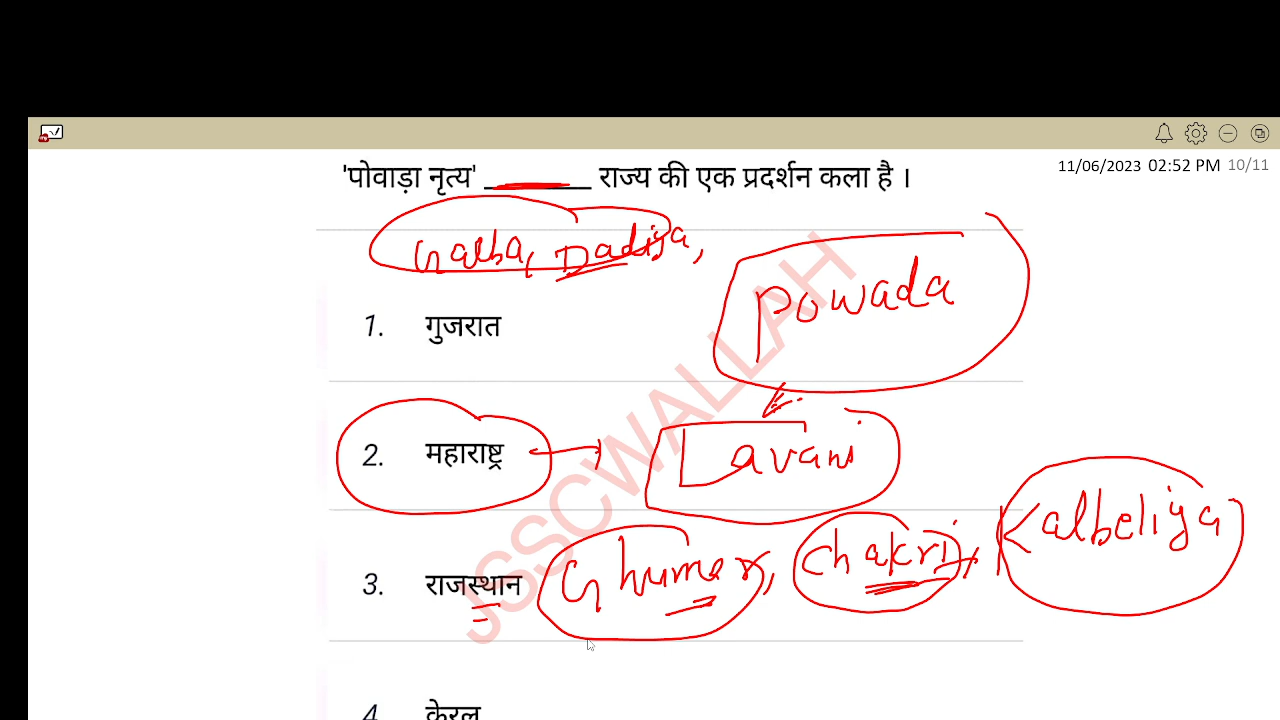 11/06/2023 02:52 PM 10/11
'पोवाड़ा नृत्य' ________ राज्य की एक प्रदर्शन कला है ।
Garba, Dadiya,
Powada
1. गुजरात
2. महाराष्ट्र
Lavani
3. राजस्थान
Ghumer, Chakri, Kalbeliya
4. केरल
JSSCWALLAH